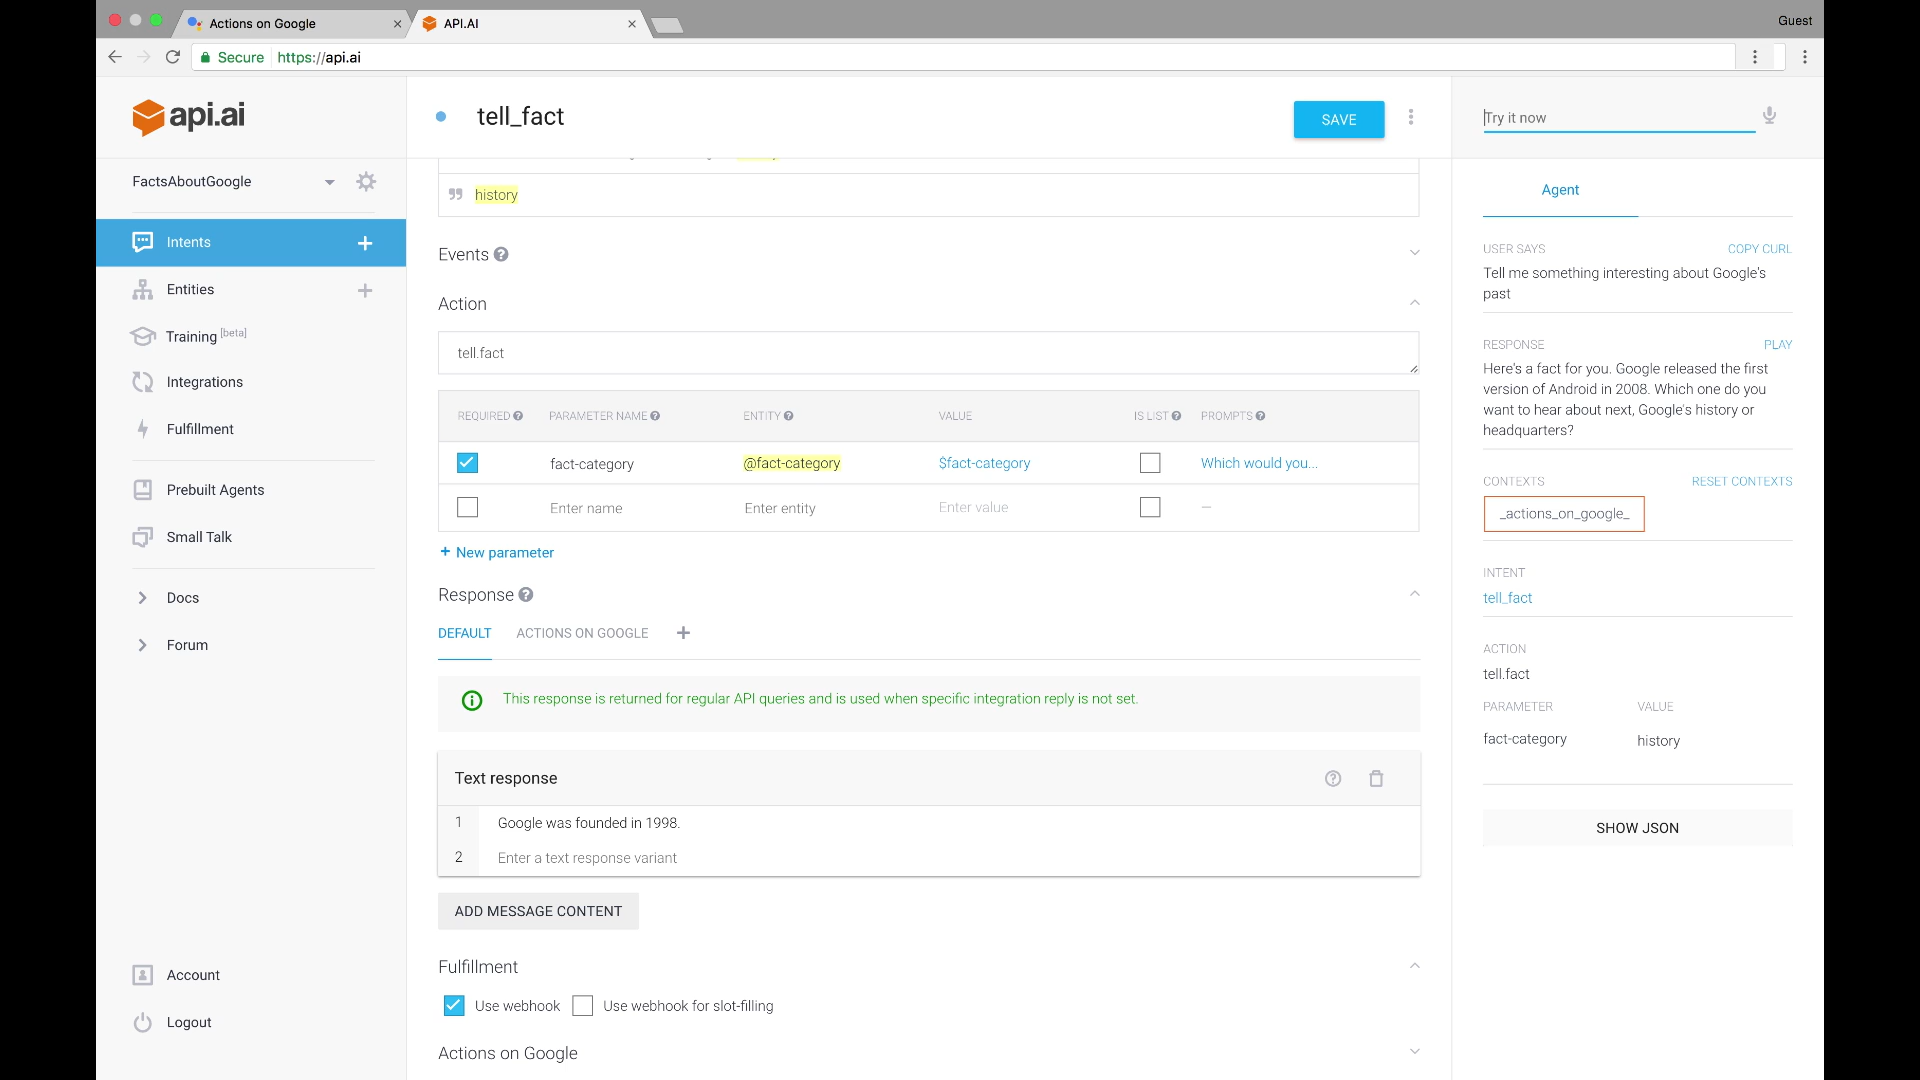 Actions on Google
API.AI
Guest
Secure https://api.ai
api.ai
tell_fact
SAVE
Try it now
FactsAboutGoogle
Intents
Entities
Training [beta]
Integrations
Fulfillment
Prebuilt Agents
Small Talk
Docs
Forum
Account
Logout
history
Events
Action
tell.fact
REQUIRED PARAMETER NAME ENTITY VALUE IS LIST PROMPTS
fact-category @fact-category $fact-category Which would you...
Enter name Enter entity Enter value –
+ New parameter
Response
DEFAULT ACTIONS ON GOOGLE
This response is returned for regular API queries and is used when specific integration reply is not set.
Text response
1 Google was founded in 1998.
2 Enter a text response variant
ADD MESSAGE CONTENT
Fulfillment
Use webhook Use webhook for slot-filling
Actions on Google
Agent
USER SAYS COPY CURL
Tell me something interesting about Google's
past
RESPONSE PLAY
Here's a fact for you. Google released the first
version of Android in 2008. Which one do you
want to hear about next, Google's history or
headquarters?
CONTEXTS RESET CONTEXTS
_actions_on_google_
INTENT
tell_fact
ACTION
tell.fact
PARAMETER VALUE
fact-category history
SHOW JSON